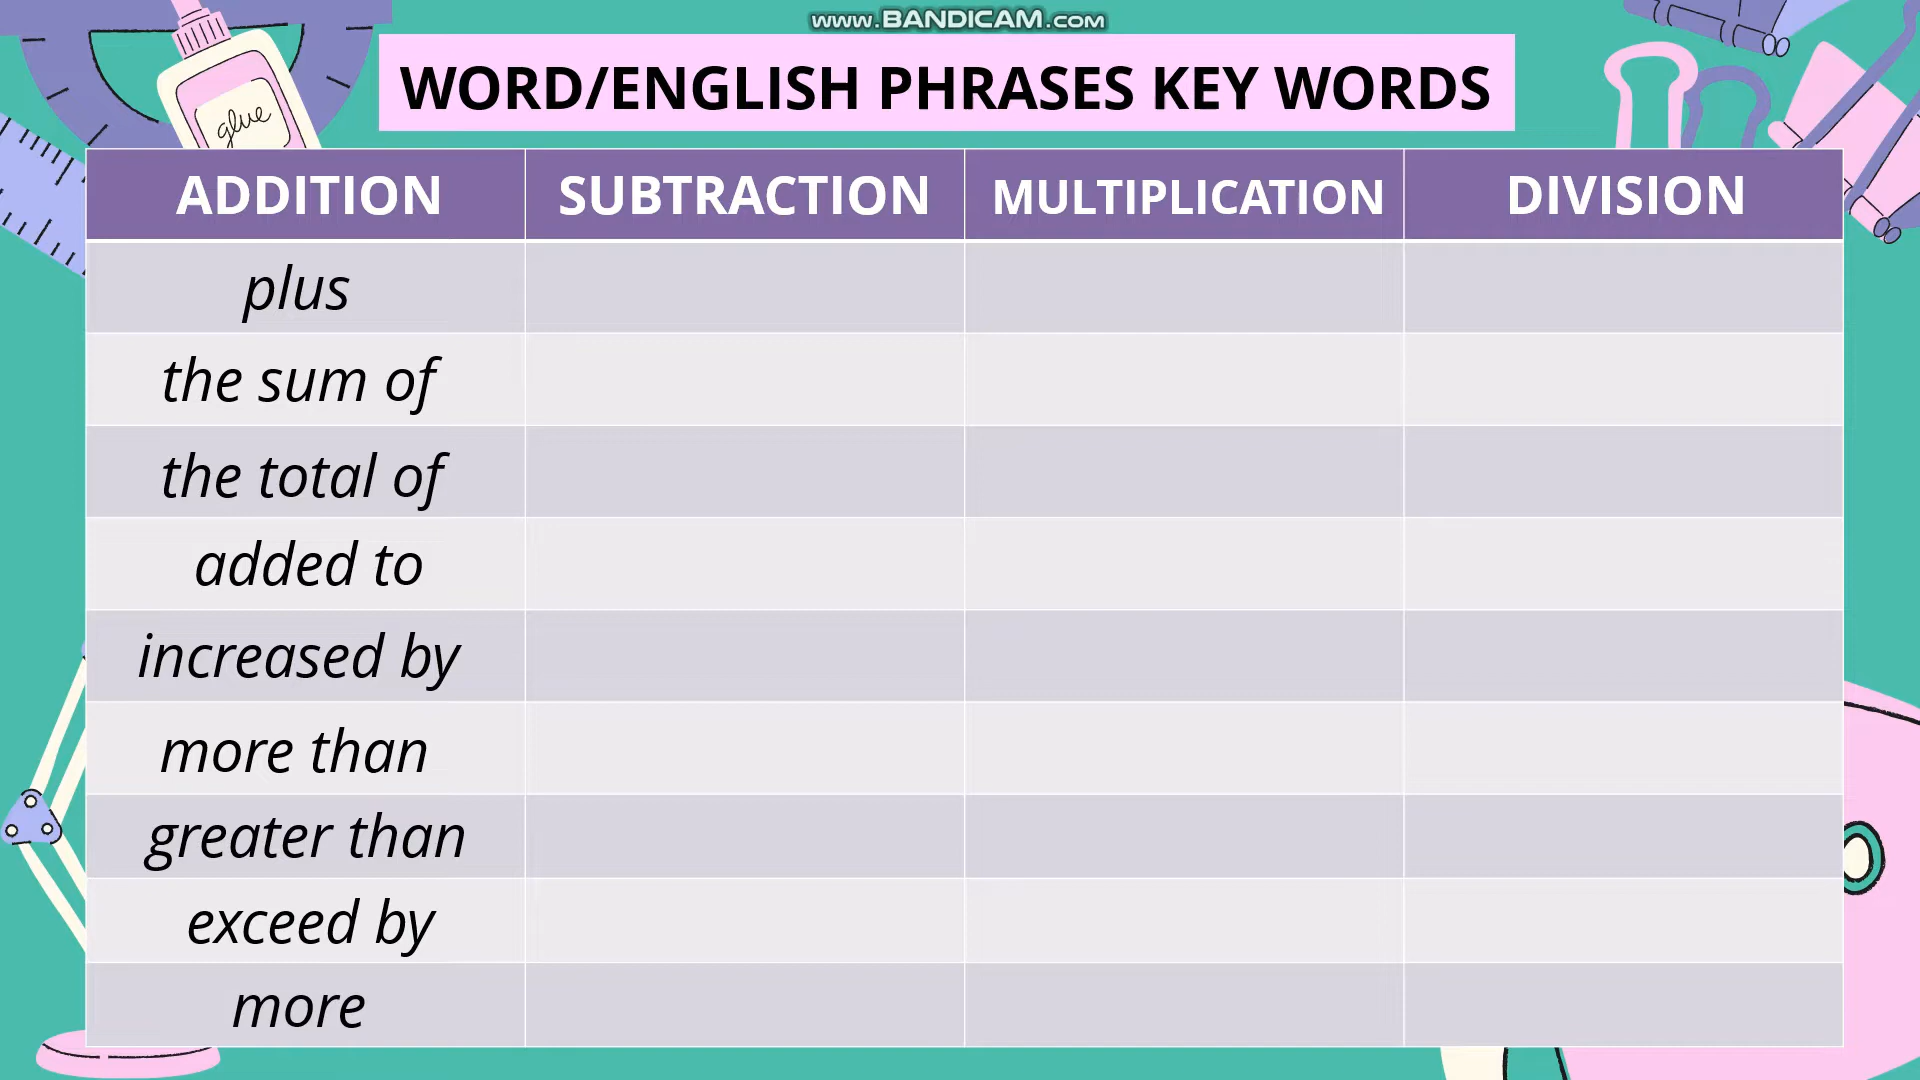 www.BANDICAM.com
WORD/ENGLISH PHRASES KEY WORDS
glue
ADDITION SUBTRACTION MULTIPLICATION DIVISION
plus
the sum of
the total of
added to
increased by
more than
greater than
exceed by
more